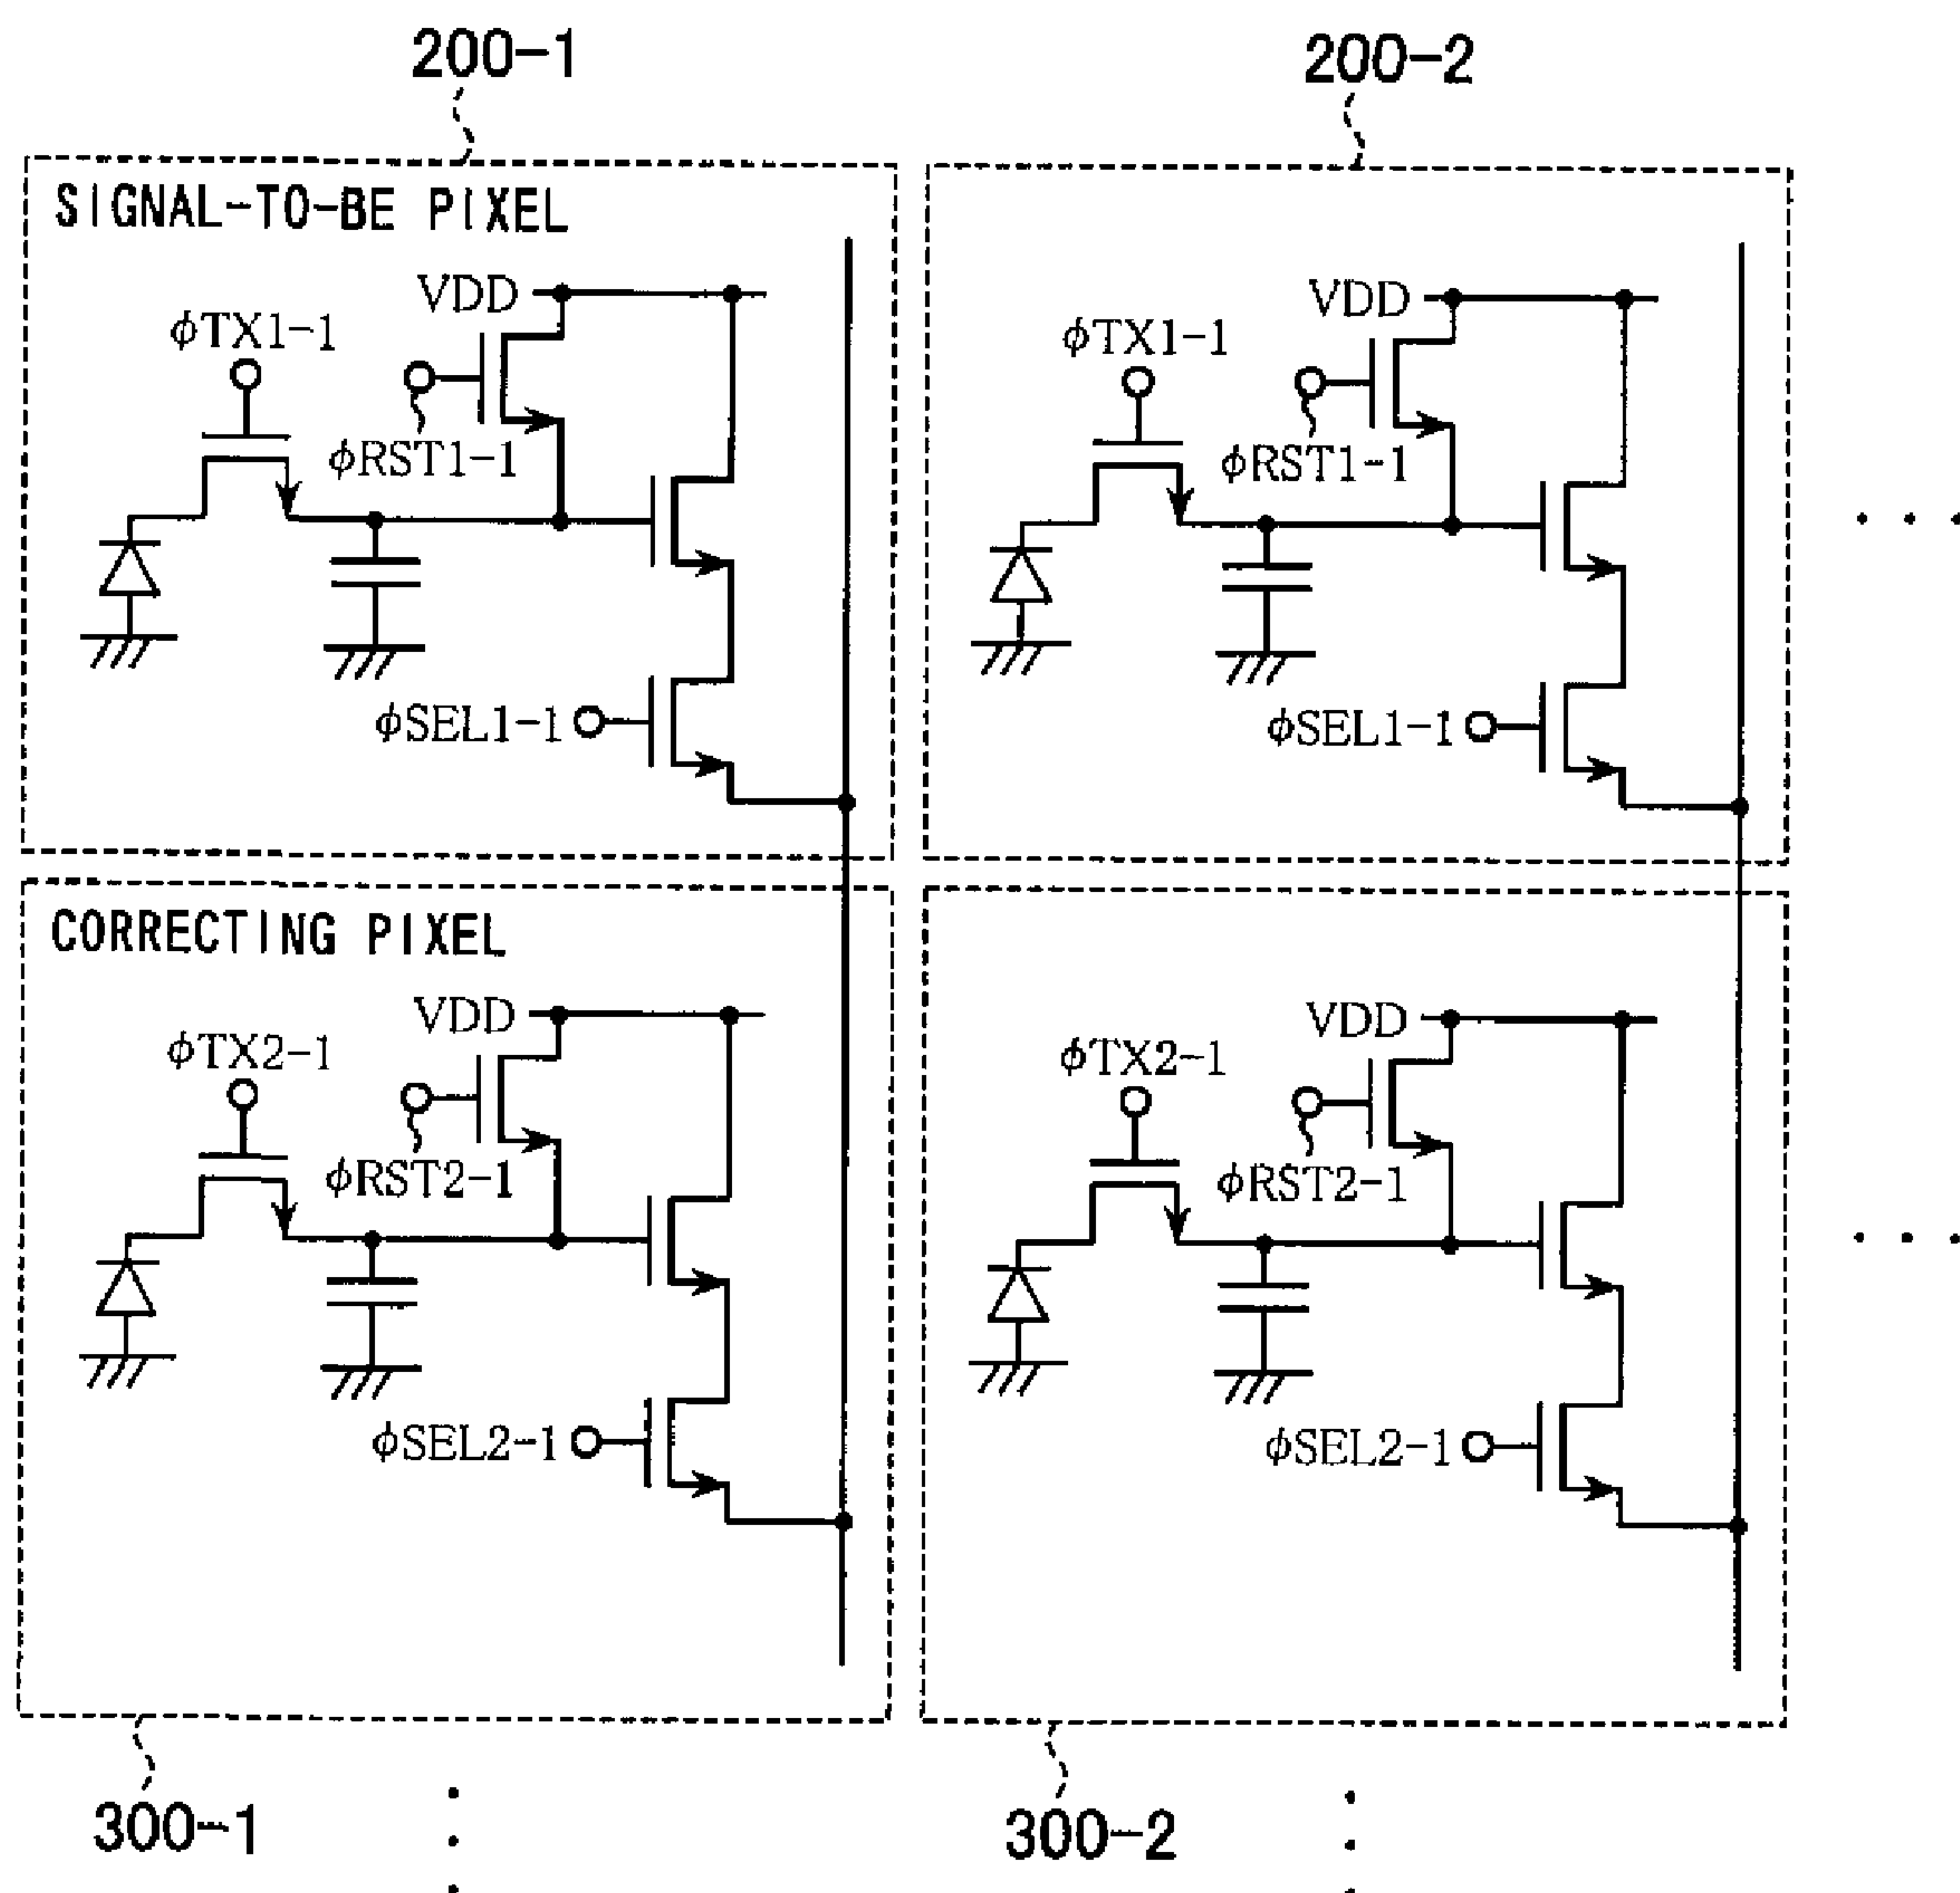 200-1
200-2
SIGNAL-TO-BE PIXEL
VDD
φTX1-1
φRST1-1
φSEL1-1
VDD
φTX1-1
φRST1-1
φSEL1-1
CORRECTING PIXEL
VDD
φTX2-1
φRST2-1
φSEL2-1
VDD
φTX2-1
φRST2-1
φSEL2-1
300-1
300-2